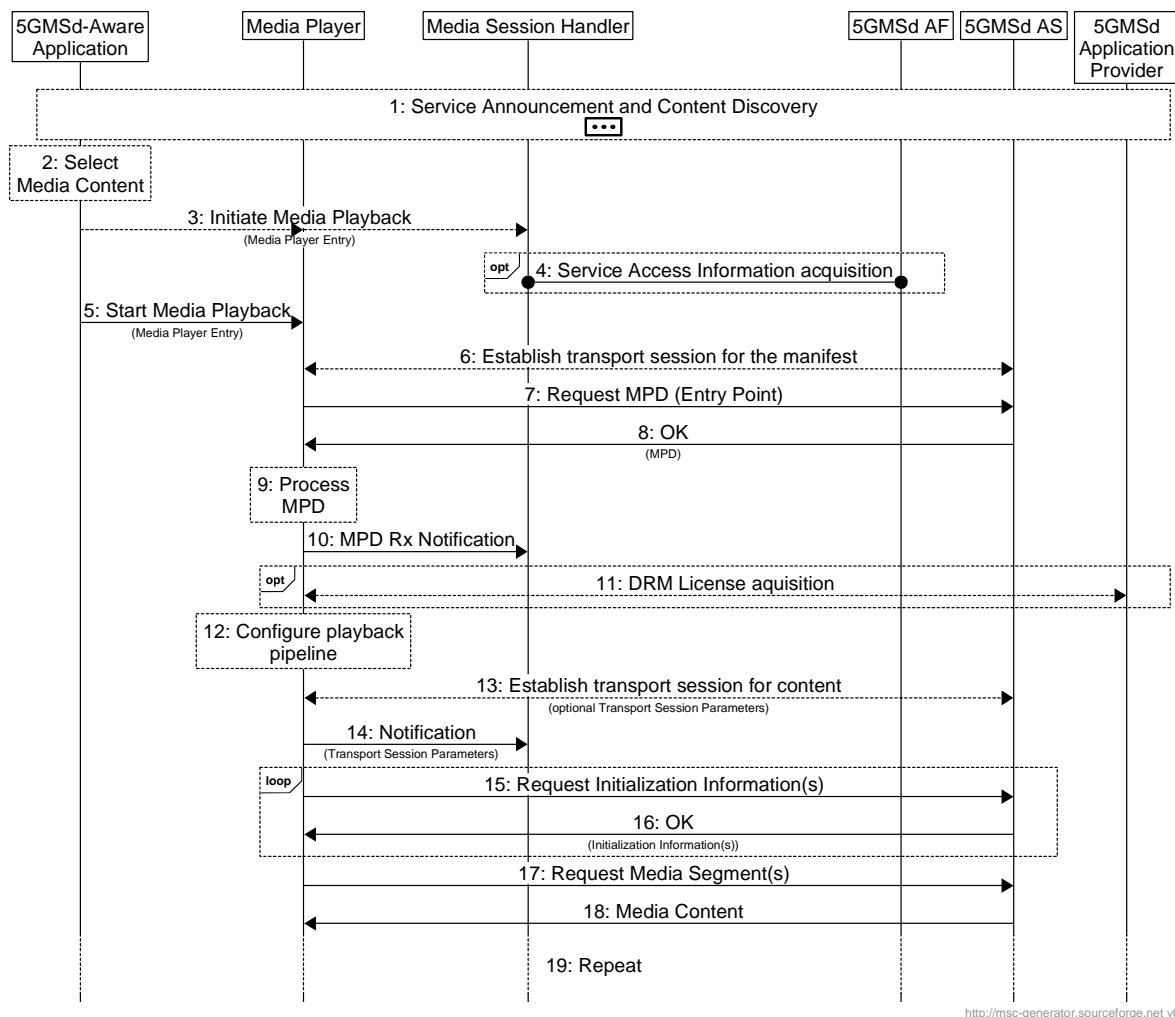 5GMSd-Aware
Application
Media Player
Media Session Handler
5GMSd AF
5GMSd AS
5GMSd
Application
Provider
1: Service Announcement and Content Discovery
2: Select
Media Content
3: Initiate Media Playback
(Media Player Entry)
opt
4: Service Access Information acquisition
5: Start Media Playback
(Media Player Entry)
6: Establish transport session for the manifest
7: Request MPD (Entry Point)
8: OK
(MPD)
9: Process
MPD
10: MPD Rx Notification
opt
11: DRM License aquisition
12: Configure playback
pipeline
13: Establish transport session for content
(optional Transport Session Parameters)
14: Notification
(Transport Session Parameters)
loop
15: Request Initialization Information(s)
16: OK
(Initialization Information(s))
17: Request Media Segment(s)
18: Media Content
19: Repeat
http://msc-generator.sourceforge.net